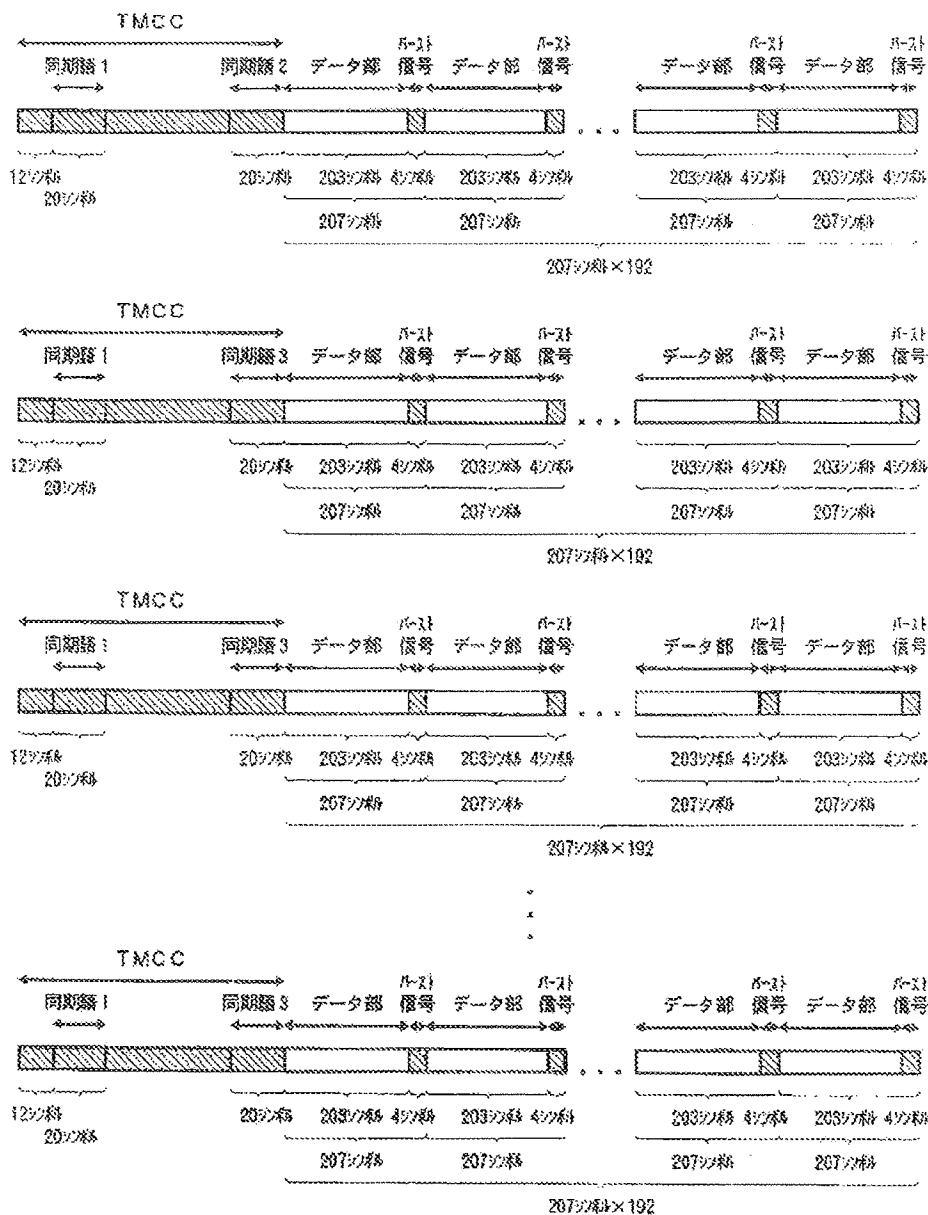 TMCC
同期語1 同期語2 データ部 バースト信号 データ部 バースト信号 データ部 バースト信号 データ部 バースト信号
12シンボル 20シンボル 20シンボル 203シンボル 4シンボル 203シンボル 4シンボル 203シンボル 4シンボル 203シンボル 4シンボル
207シンボル 207シンボル 207シンボル 207シンボル
207シンボル×192
TMCC
同期語1 同期語3 データ部 バースト信号 データ部 バースト信号 データ部 バースト信号 データ部 バースト信号
12シンボル 20シンボル 20シンボル 203シンボル 4シンボル 203シンボル 4シンボル 203シンボル 4シンボル 203シンボル 4シンボル
207シンボル 207シンボル 207シンボル 207シンボル
207シンボル×192
TMCC
同期語1 同期語3 データ部 バースト信号 データ部 バースト信号 データ部 バースト信号 データ部 バースト信号
12シンボル 20シンボル 20シンボル 203シンボル 4シンボル 203シンボル 4シンボル 203シンボル 4シンボル 203シンボル 4シンボル
207シンボル 207シンボル 207シンボル 207シンボル
207シンボル×192
TMCC
同期語1 同期語3 データ部 バースト信号 データ部 バースト信号 データ部 バースト信号 データ部 バースト信号
12シンボル 20シンボル 20シンボル 203シンボル 4シンボル 203シンボル 4シンボル 203シンボル 4シンボル 203シンボル 4シンボル
207シンボル 207シンボル 207シンボル 207シンボル
207シンボル×192